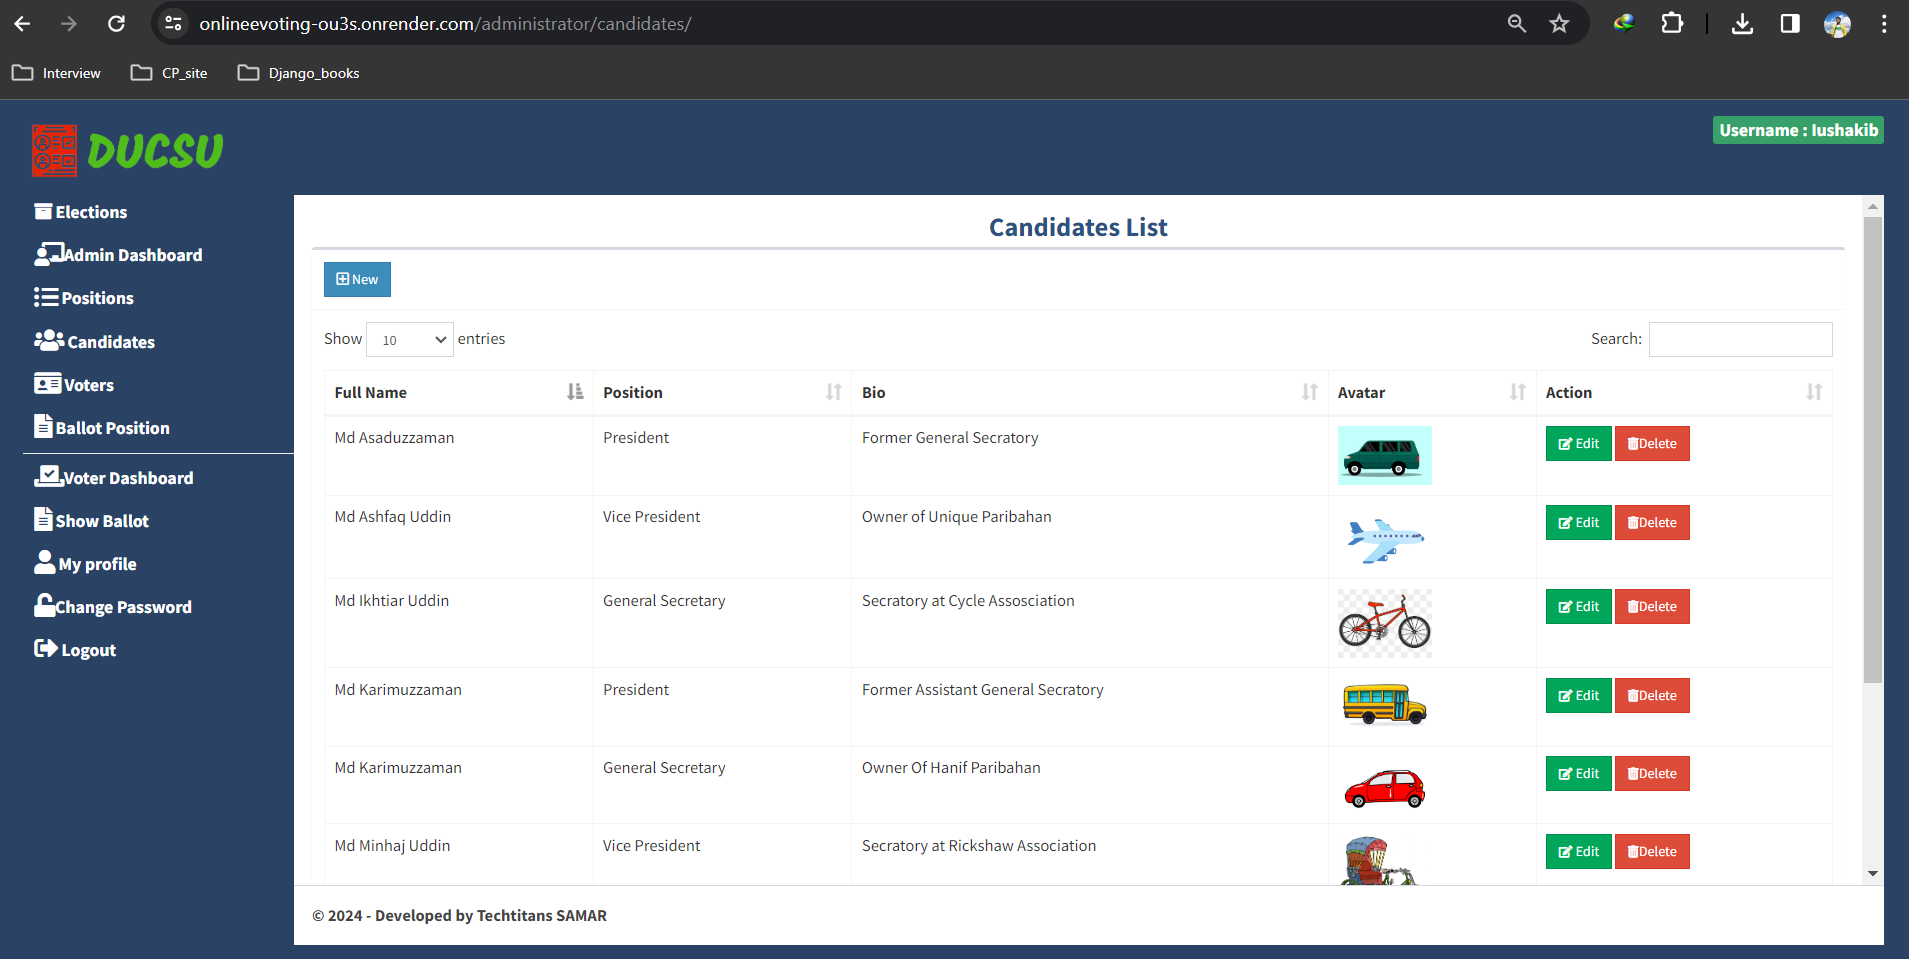 onlineevoting-ou3s.onrender.com/administrator/candidates/
Interview CP_site Django_books
DUCSU
Username : Iushakib
Elections
Admin Dashboard
Positions
Candidates
Voters
Ballot Position
Voter Dashboard
Show Ballot
My profile
Change Password
Logout
Candidates List
New
Show 10 entries Search:
Full Name Position Bio Avatar Action
Md Asaduzzaman President Former General Secratory Edit Delete
Md Ashfaq Uddin Vice President Owner of Unique Paribahan Edit Delete
Md Ikhtiar Uddin General Secretary Secratory at Cycle Assosciation Edit Delete
Md Karimuzzaman President Former Assistant General Secratory Edit Delete
Md Karimuzzaman General Secretary Owner Of Hanif Paribahan Edit Delete
Md Minhaj Uddin Vice President Secratory at Rickshaw Association Edit Delete
© 2024 - Developed by Techtitans SAMAR